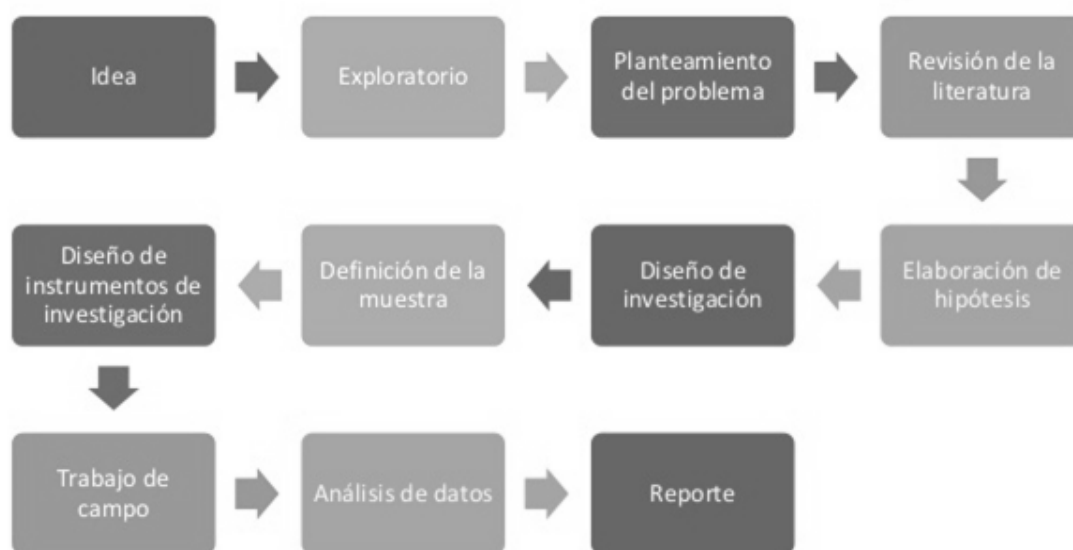 Idea
Exploratorio
Planteamiento
del problema
Revisión de la
literatura
Elaboración de
hipótesis
Diseño de
investigación
Definición de la
muestra
Diseño de
instrumentos de
investigación
Trabajo de
campo
Análisis de datos
Reporte